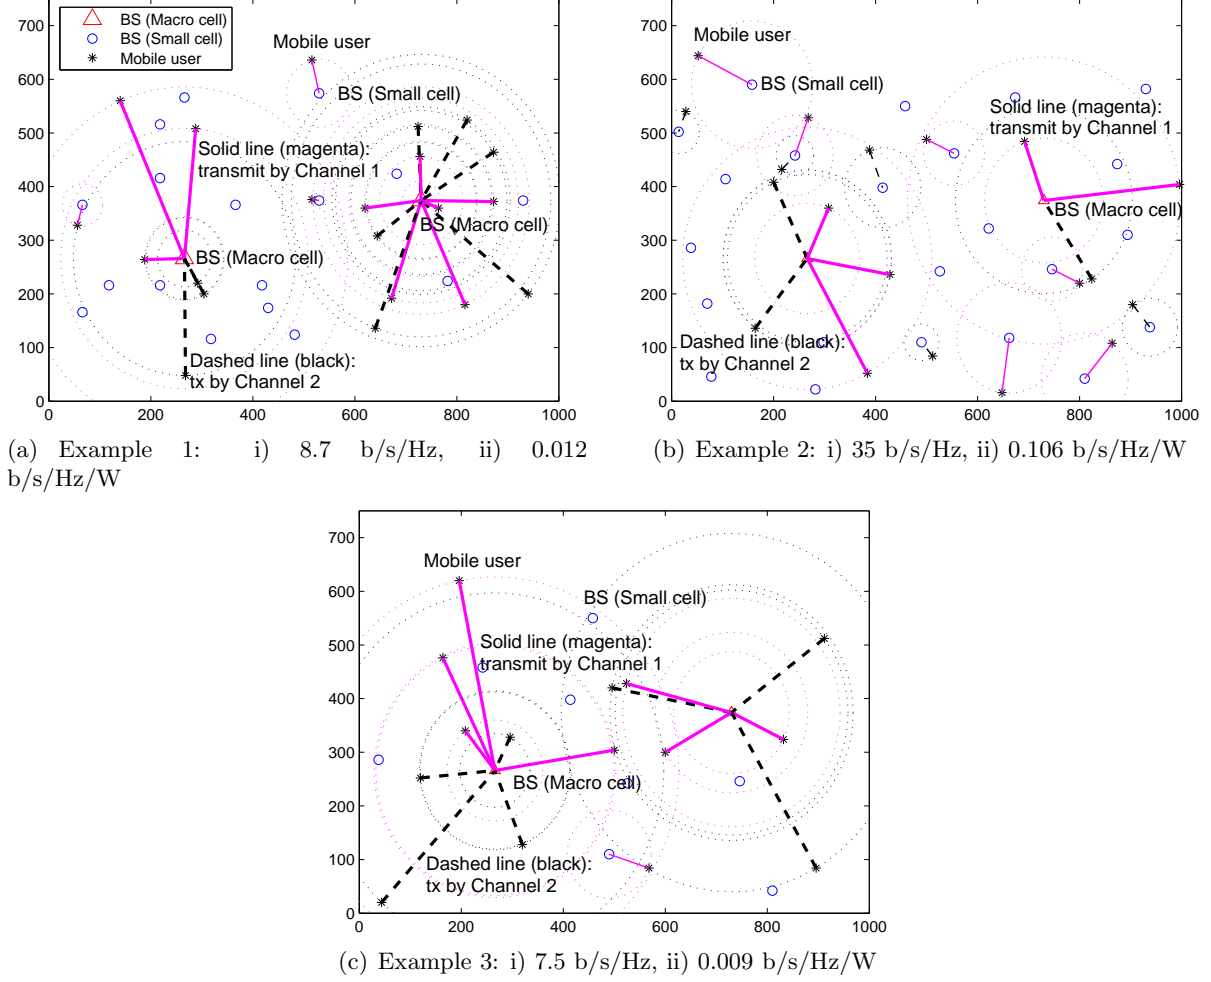 BS (Macro cell)
BS (Small cell)
Mobile user
Mobile user
BS (Small cell)
Solid line (magenta):
transmit by Channel 1
BS (Macro cell)
BS (Macro cell)
Dashed line (black):
tx by Channel 2
700
600
500
400
300
200
100
0
0 200 400 600 800 1000
(a) Example 1: i) 8.7 b/s/Hz, ii) 0.012
b/s/Hz/W
Mobile user
BS (Small cell)
Solid line (magenta):
transmit by Channel 1
BS (Macro cell)
Dashed line (black):
tx by Channel 2
700
600
500
400
300
200
100
0
0 200 400 600 800 1000
(b) Example 2: i) 35 b/s/Hz, ii) 0.106 b/s/Hz/W
Mobile user
BS (Small cell)
Solid line (magenta):
transmit by Channel 1
BS (Macro cell)
Dashed line (black):
tx by Channel 2
700
600
500
400
300
200
100
0
0 200 400 600 800 1000
(c) Example 3: i) 7.5 b/s/Hz, ii) 0.009 b/s/Hz/W